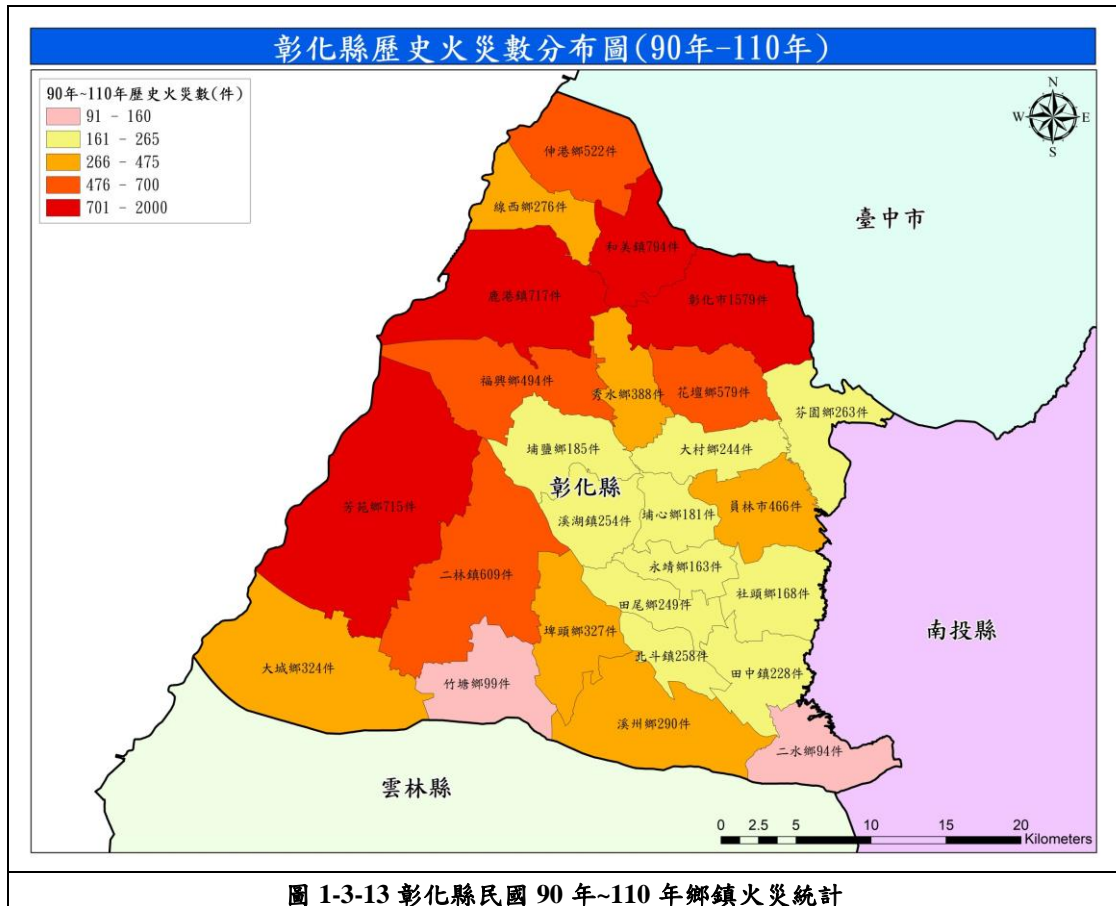 彰化縣歷史火災數分布圖(90年-110年)
90年~110年歷史火災數(件)
91 - 160
161 - 265
266 - 475
476 - 700
701 - 2000
N
W
E
S
伸港鄉522件
線西鄉276件
和美鎮794件
臺中市
鹿港鎮717件
彰化市1579件
福興鄉494件
秀水鄉388件
花壇鄉579件
芬園鄉263件
埔鹽鄉185件
大村鄉244件
彰化縣
芳苑鄉715件
溪湖鎮254件
埔心鄉181件
員林市466件
永靖鄉163件
二林鎮609件
社頭鄉168件
田尾鄉249件
埤頭鄉327件
南投縣
北斗鎮258件
大城鄉324件
田中鎮228件
竹塘鄉99件
溪州鄉290件
二水鄉94件
雲林縣
0 2.5 5 10 15 20
Kilometers
圖 1-3-13 彰化縣民國 90 年~110 年鄉鎮火災統計